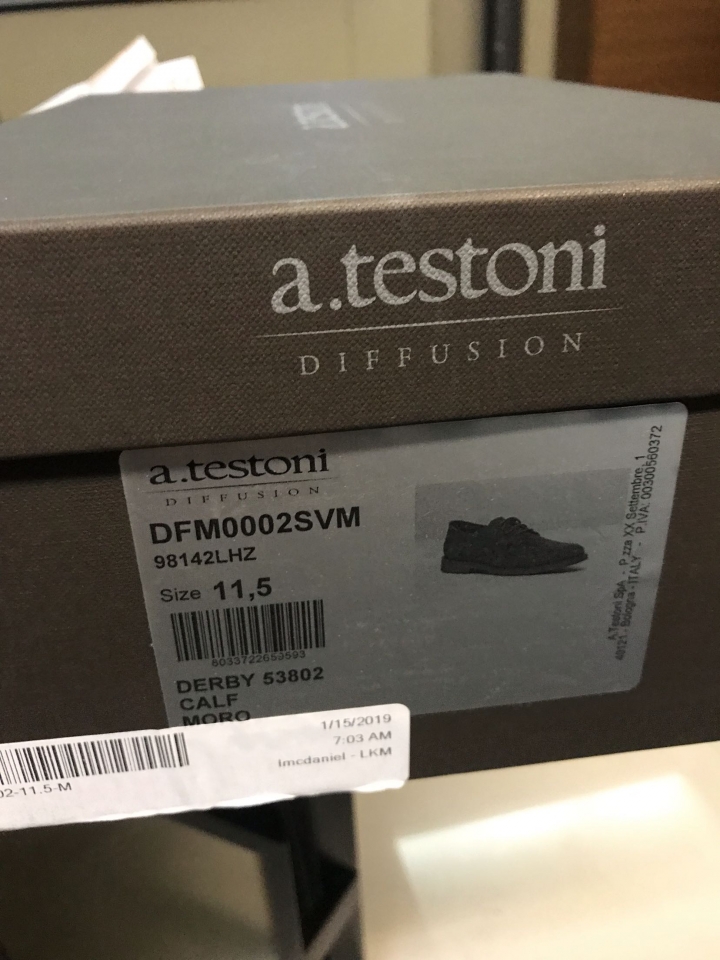 a.testoni
DIFFUSION
a.testoni
DIFFUSION
DFM0002SVM
98142LHZ
Size 11,5
8033722653593
DERBY 53802
CALF
MORO
A.Testoni SpA - P.zza XX Settembre, 1
40121 - Bologna - ITALY - P.IVA: 00300560372
1/15/2019
7:03 AM
lmcdaniel - LKM
02-11.5-M